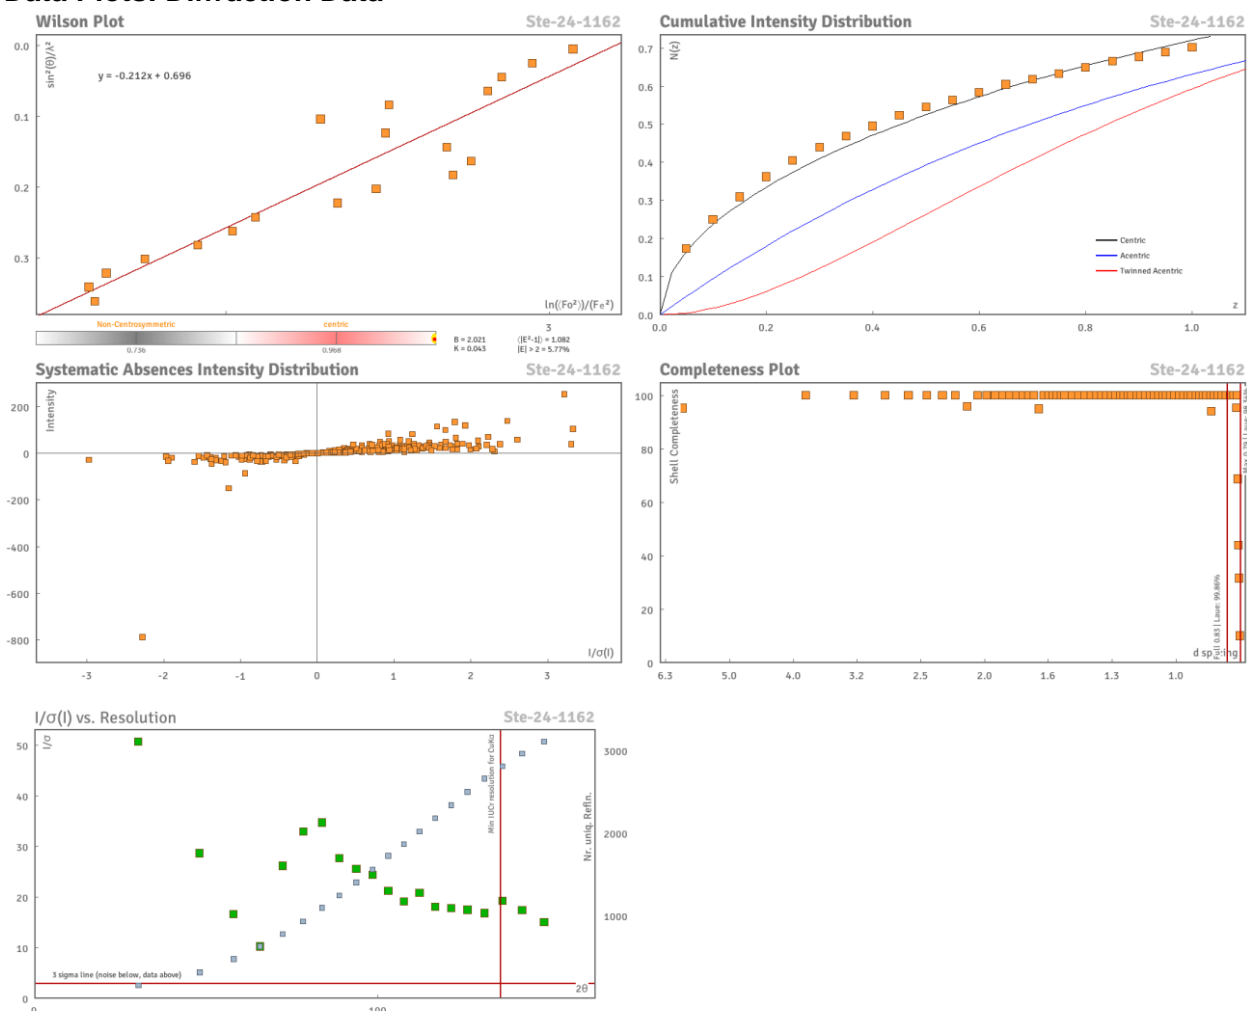 Data Plots: Diffraction Data
Wilson Plot
Ste-24-1162
sin²(θ)/λ²
y = -0.212x + 0.696
0.0
0.1
0.2
0.3
ln(⟨Fo²⟩)/(Fe²)
3
Non-Centrosymmetric
centric
0.736
0.968
B = 2.021
K = 0.043
⟨|E²-1|⟩ = 1.082
|E| > 2 = 5.77%
Cumulative Intensity Distribution
Ste-24-1162
N(z)
0.7
0.6
0.5
0.4
0.3
0.2
0.1
0.0
Centric
Acentric
Twinned Acentric
z
0.0
0.2
0.4
0.6
0.8
1.0
Systematic Absences Intensity Distribution
Ste-24-1162
Intensity
200
0
-200
-400
-600
-800
I/σ(I)
-3
-2
-1
0
1
2
3
Completeness Plot
Ste-24-1162
Shell Completeness
100
80
60
40
20
0
Full 0.83 | Laue: 99.86%
6.3
5.0
4.0
3.2
2.5
2.0
1.6
1.3
1.0
I/σ(I) vs. Resolution
Ste-24-1162
I/σ
50
40
30
20
10
0
Min IUCr resolution for CuKα
Nr. uniq. Refln.
3000
2000
1000
3 sigma line (noise below, data above)
2θ
0
100